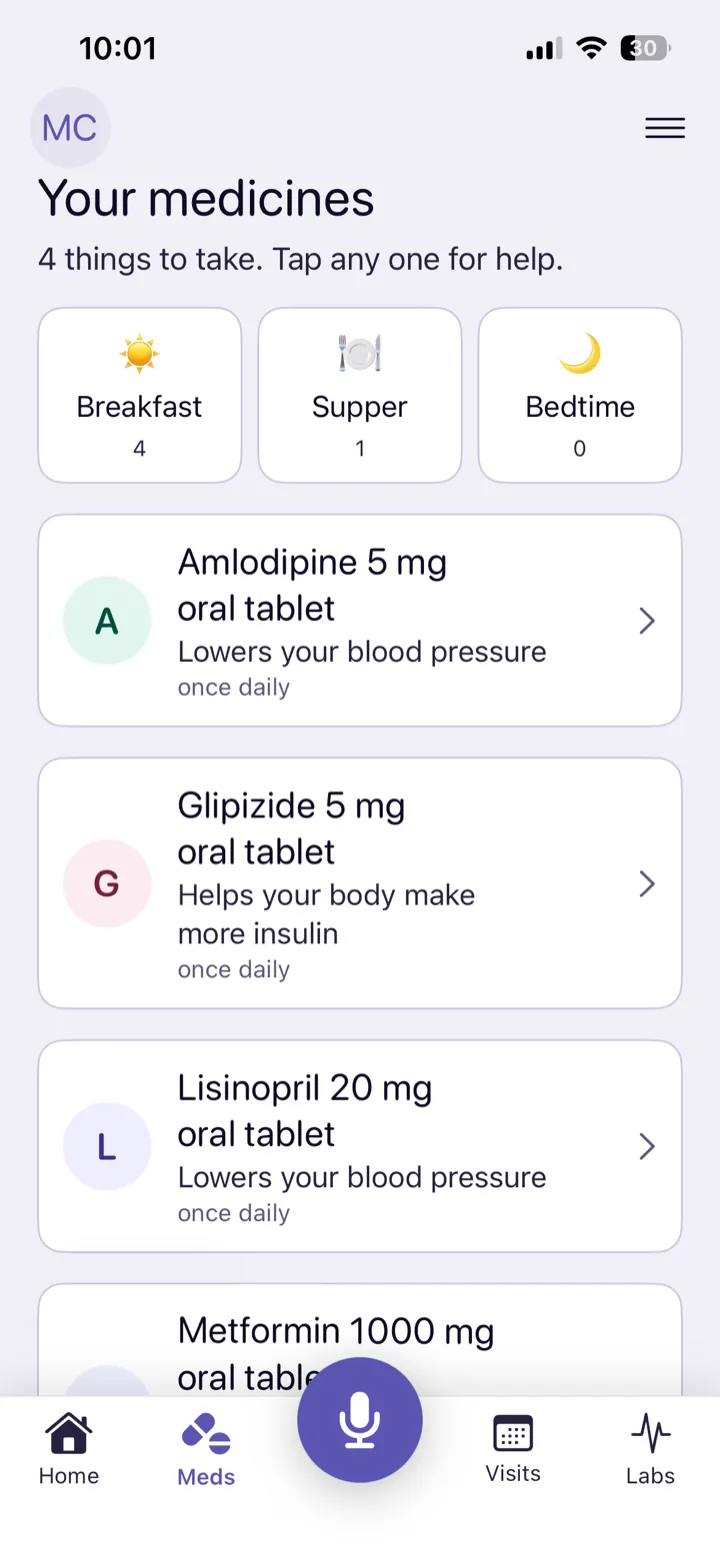 10:01
30
MC
Your medicines
4 things to take. Tap any one for help.
Breakfast
4
Supper
1
Bedtime
0
A
Amlodipine 5 mg
oral tablet
Lowers your blood pressure
once daily
G
Glipizide 5 mg
oral tablet
Helps your body make
more insulin
once daily
L
Lisinopril 20 mg
oral tablet
Lowers your blood pressure
once daily
Metformin 1000 mg
oral table
Home
Meds
Visits
Labs